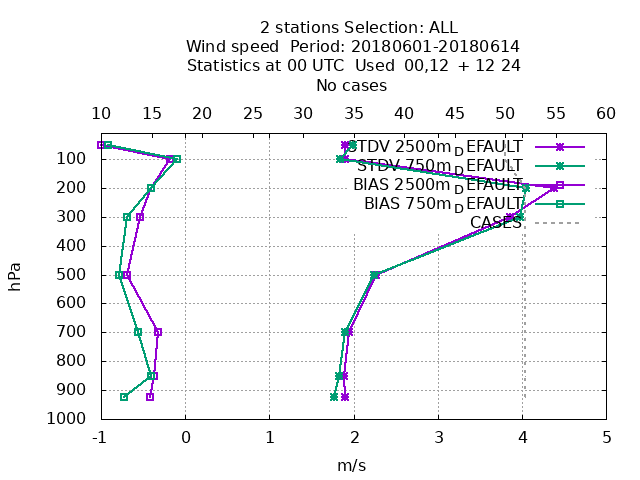 2 stations Selection: ALL
Wind speed  Period: 20180601-20180614
Statistics at 00 UTC  Used  00,12  + 12 24
No cases
10 15 20 25 30 35 40 45 50 55 60
STDV 2500m_DEFAULT
STDV 750m_DEFAULT
BIAS 2500m_DEFAULT
BIAS 750m_DEFAULT
CASES
100
200
300
400
500
600
700
800
900
1000
hPa
-1 0 1 2 3 4 5
m/s